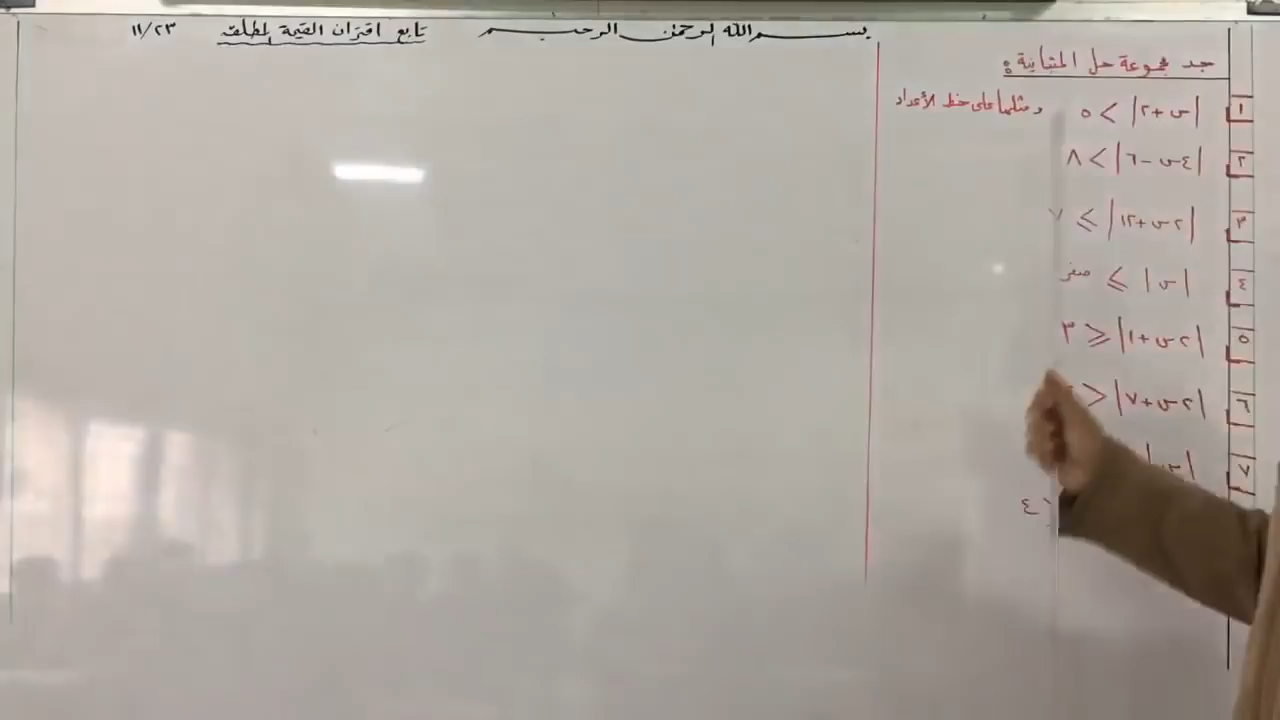 بسم الله الرحمن الرحيم
تابع اقتران القيمة المطلقة
١١/٢٣
جد مجموعة حل المتباينة :
١ |س + ٢| > ٥ ومثلها على خط الأعداد
٢ |٤س - ٦| > ٨
٣ |٢س + ١٢| ≥ ٧
٤ |س| ≥ صفر
٥ |٢س + ١| ≤ ٣
٦ |٢س + ٧| <
٧
٤